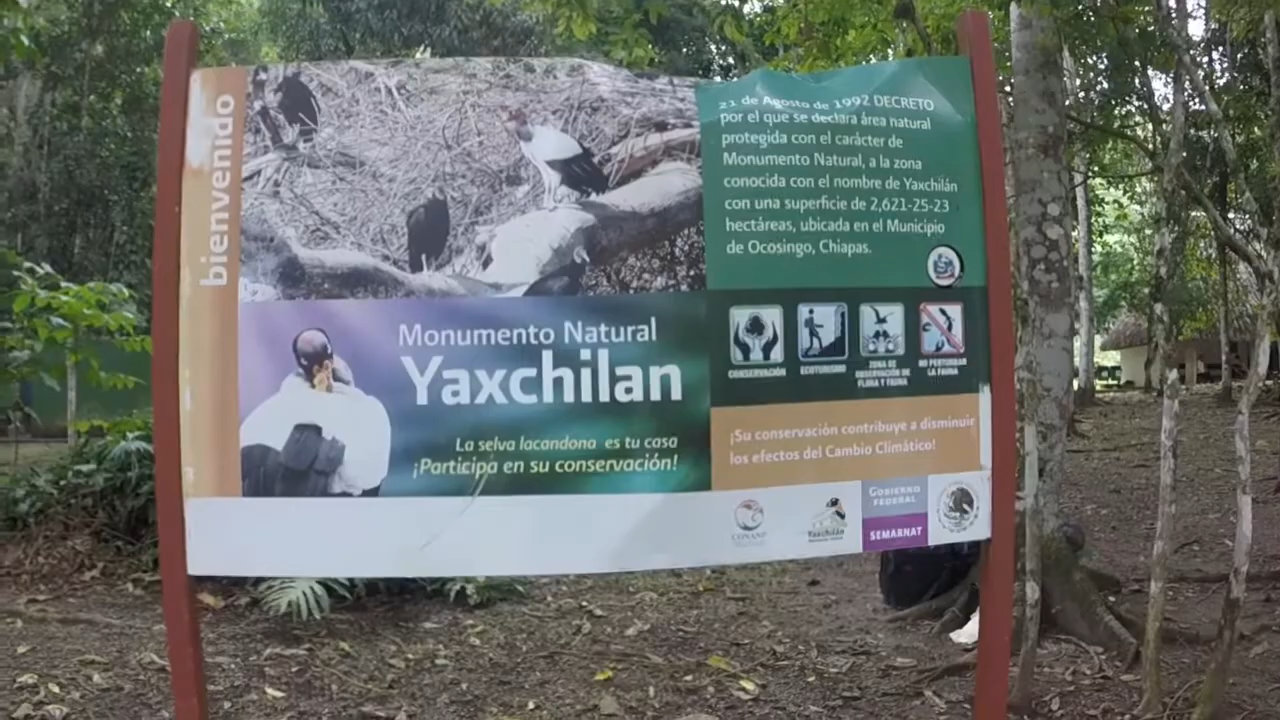 bienvenido
21 de Agosto de 1992 DECRETO
por el que se declara área natural
protegida con el carácter de
Monumento Natural, a la zona
conocida con el nombre de Yaxchilán
con una superficie de 2,621-25-23
hectáreas, ubicada en el Municipio
de Ocosingo, Chiapas.
Monumento Natural
Yaxchilan
La selva lacandona es tu casa
¡Participa en su conservación!
CONSERVACIÓN
ECOTURISMO
ZONA DE
OBSERVACIÓN DE
FLORA Y FAUNA
NO PERTURBAR
LA FAUNA
¡Su conservación contribuye a disminuir
los efectos del Cambio Climático!
CONANP
Yaxchilán
GOBIERNO
FEDERAL
SEMARNAT